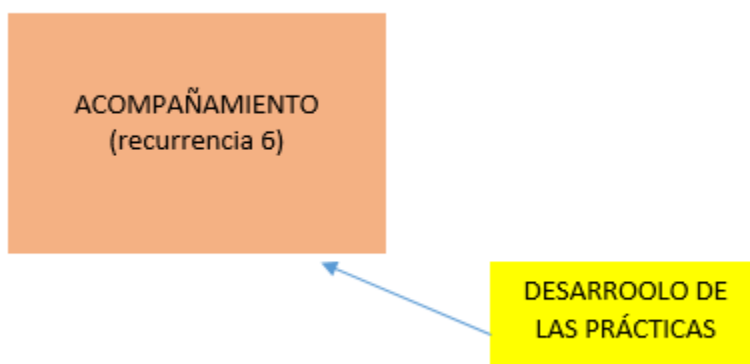 ACOMPAÑAMIENTO
(recurrencia 6)
DESARROOLO DE
LAS PRÁCTICAS